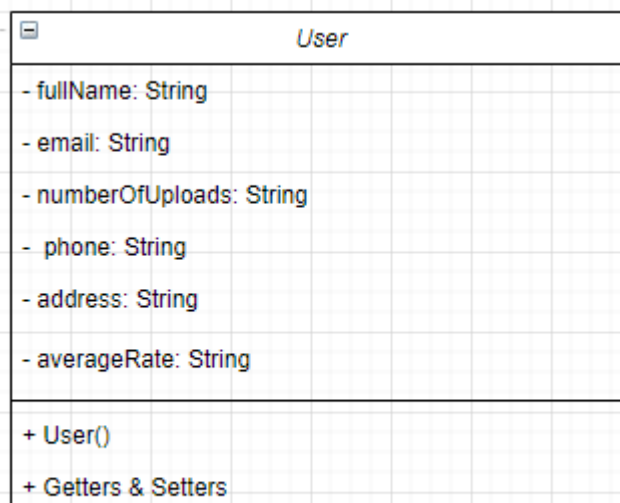 User
- fullName: String
- email: String
- numberOfUploads: String
- phone: String
- address: String
- averageRate: String
+ User()
+ Getters & Setters